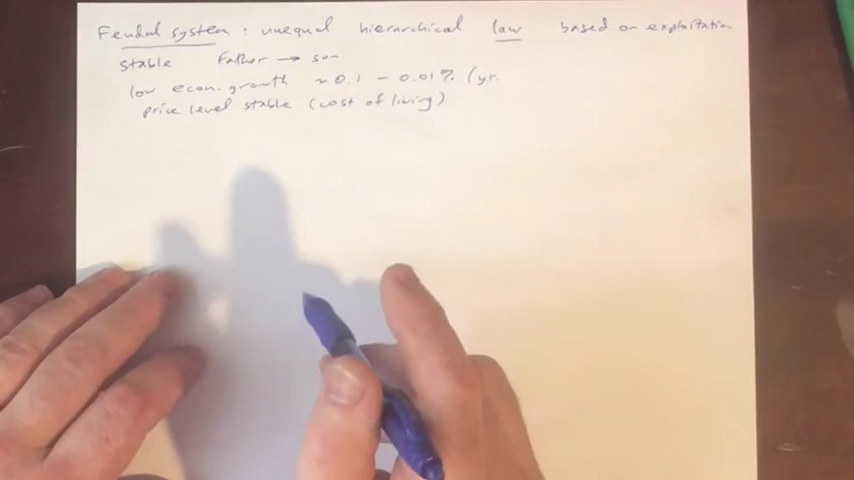 Feudal system : unequal hierarchical law based on exploitation
stable Father → son
low econ. growth ~ 0.1 - 0.01% (yr.
price level stable (cost of living)